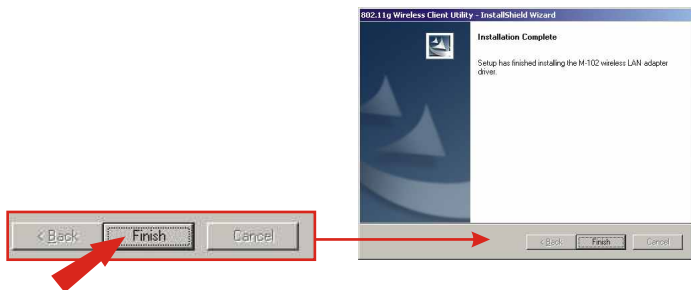 802.11g Wireless Client Utility - InstallShield Wizard
Installation Complete
Setup has finished installing the M-102 wireless LAN adapter
driver.
< Back Finish Cancel
< Back Finish Cancel